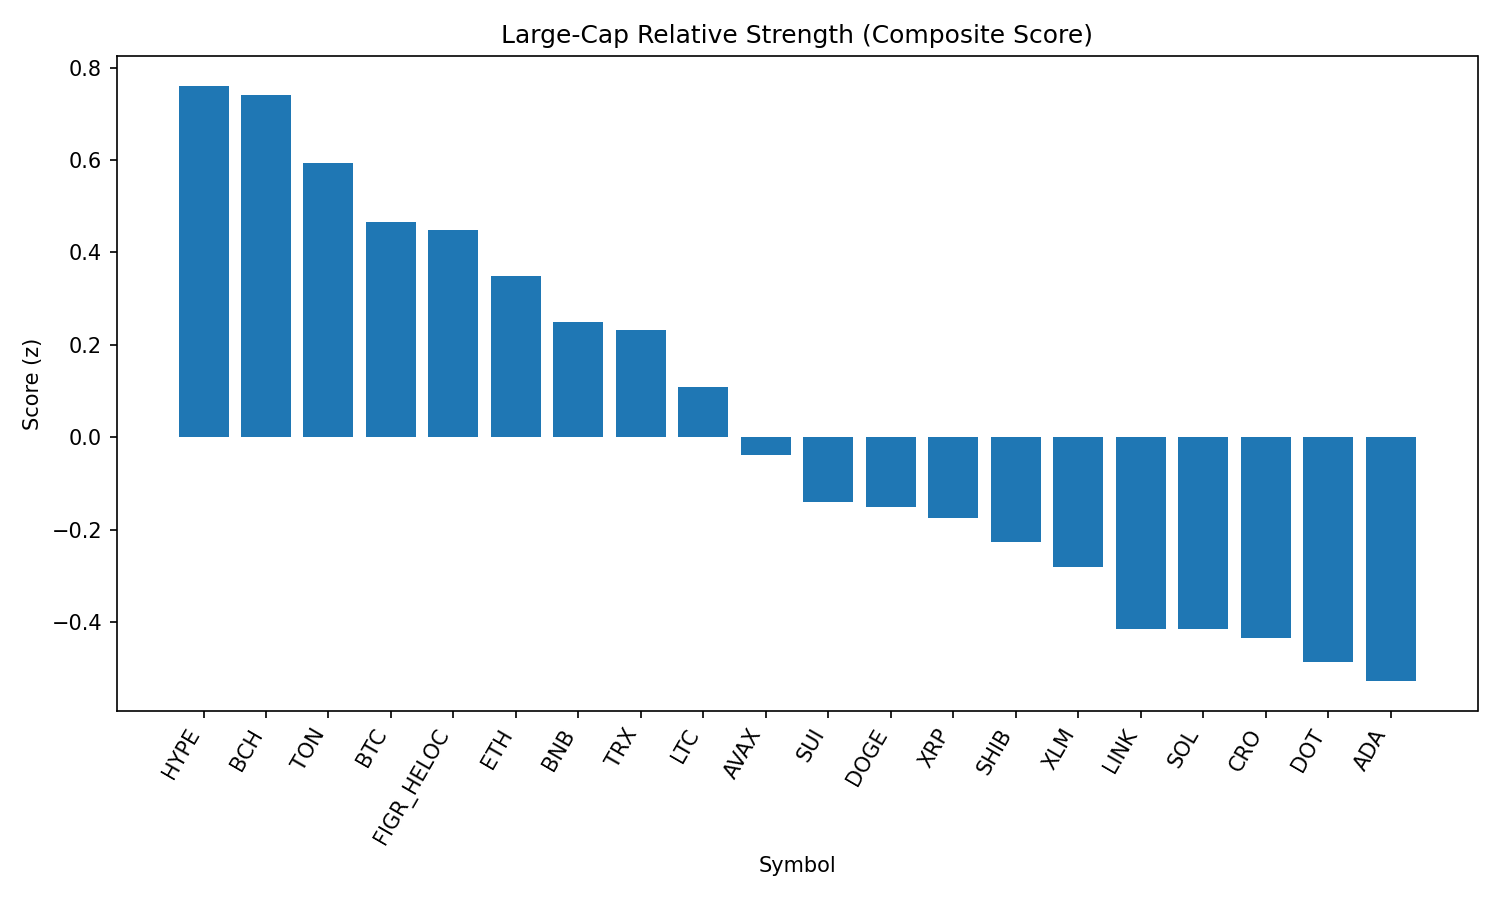 Large-Cap Relative Strength (Composite Score)
Score (z)
0.8
0.6
0.4
0.2
0.0
−0.2
−0.4
HYPE
BCH
TON
BTC
FIGR_HELOC
ETH
BNB
TRX
LTC
AVAX
SUI
DOGE
XRP
SHIB
XLM
LINK
SOL
CRO
DOT
ADA
Symbol